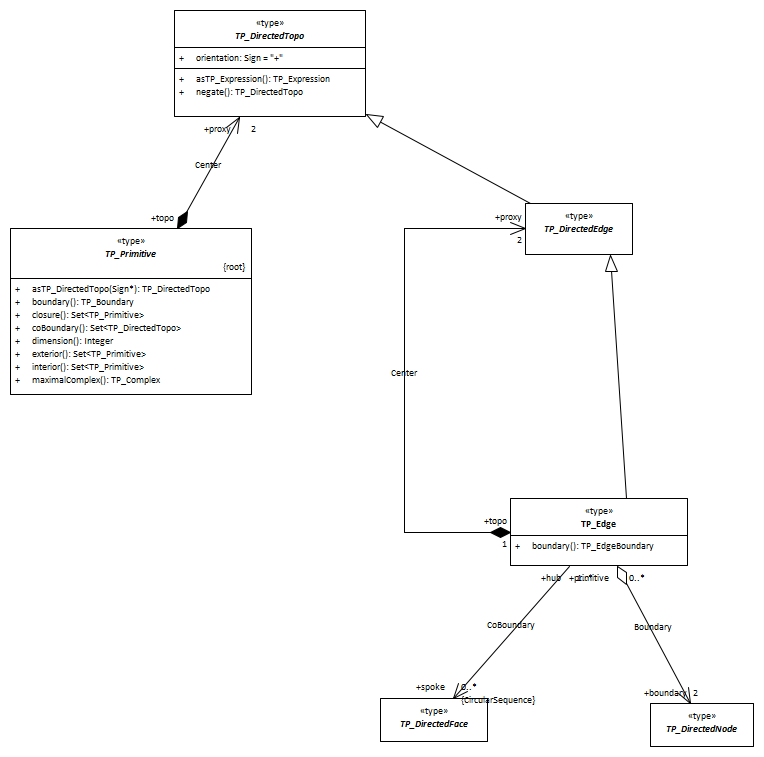 «type»
TP_DirectedTopo
+ orientation: Sign = "+"
+ asTP_Expression(): TP_Expression
+ negate(): TP_DirectedTopo
+proxy 2
Center
+topo
«type»
TP_Primitive
{root}
+ asTP_DirectedTopo(Sign*): TP_DirectedTopo
+ boundary(): TP_Boundary
+ closure(): Set<TP_Primitive>
+ coBoundary(): Set<TP_DirectedTopo>
+ dimension(): Integer
+ exterior(): Set<TP_Primitive>
+ interior(): Set<TP_Primitive>
+ maximalComplex(): TP_Complex
+proxy
2
«type»
TP_DirectedEdge
Center
+topo
1
«type»
TP_Edge
+ boundary(): TP_EdgeBoundary
+hub +primitive 0..*
CoBoundary
Boundary
+spoke 0..*
{CircularSequence}
+boundary 2
«type»
TP_DirectedFace
«type»
TP_DirectedNode